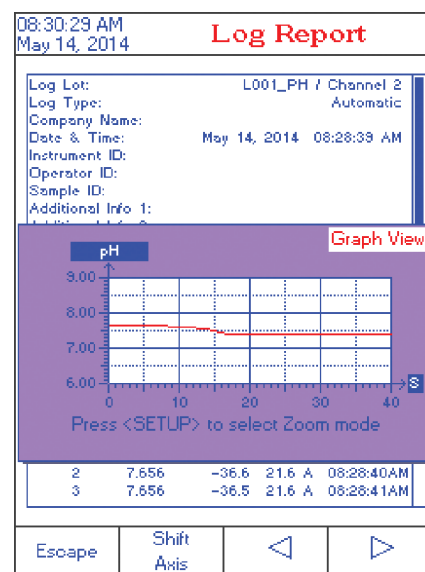 08:30:29 AM
May 14, 2014
Log Report
Log Lot: L001_PH / Channel 2
Log Type: Automatic
Company Name:
Date & Time: May 14, 2014 08:28:39 AM
Instrument ID:
Operator ID:
Sample ID:
Additional Info 1:
Graph View
pH
9.00
8.00
7.00
6.00
0 10 20 30 40 S
Press <SETUP> to select Zoom mode
2 7.656 -36.6 21.6 A 08:28:40AM
3 7.656 -36.5 21.6 A 08:28:41AM
Escape
Shift
Axis